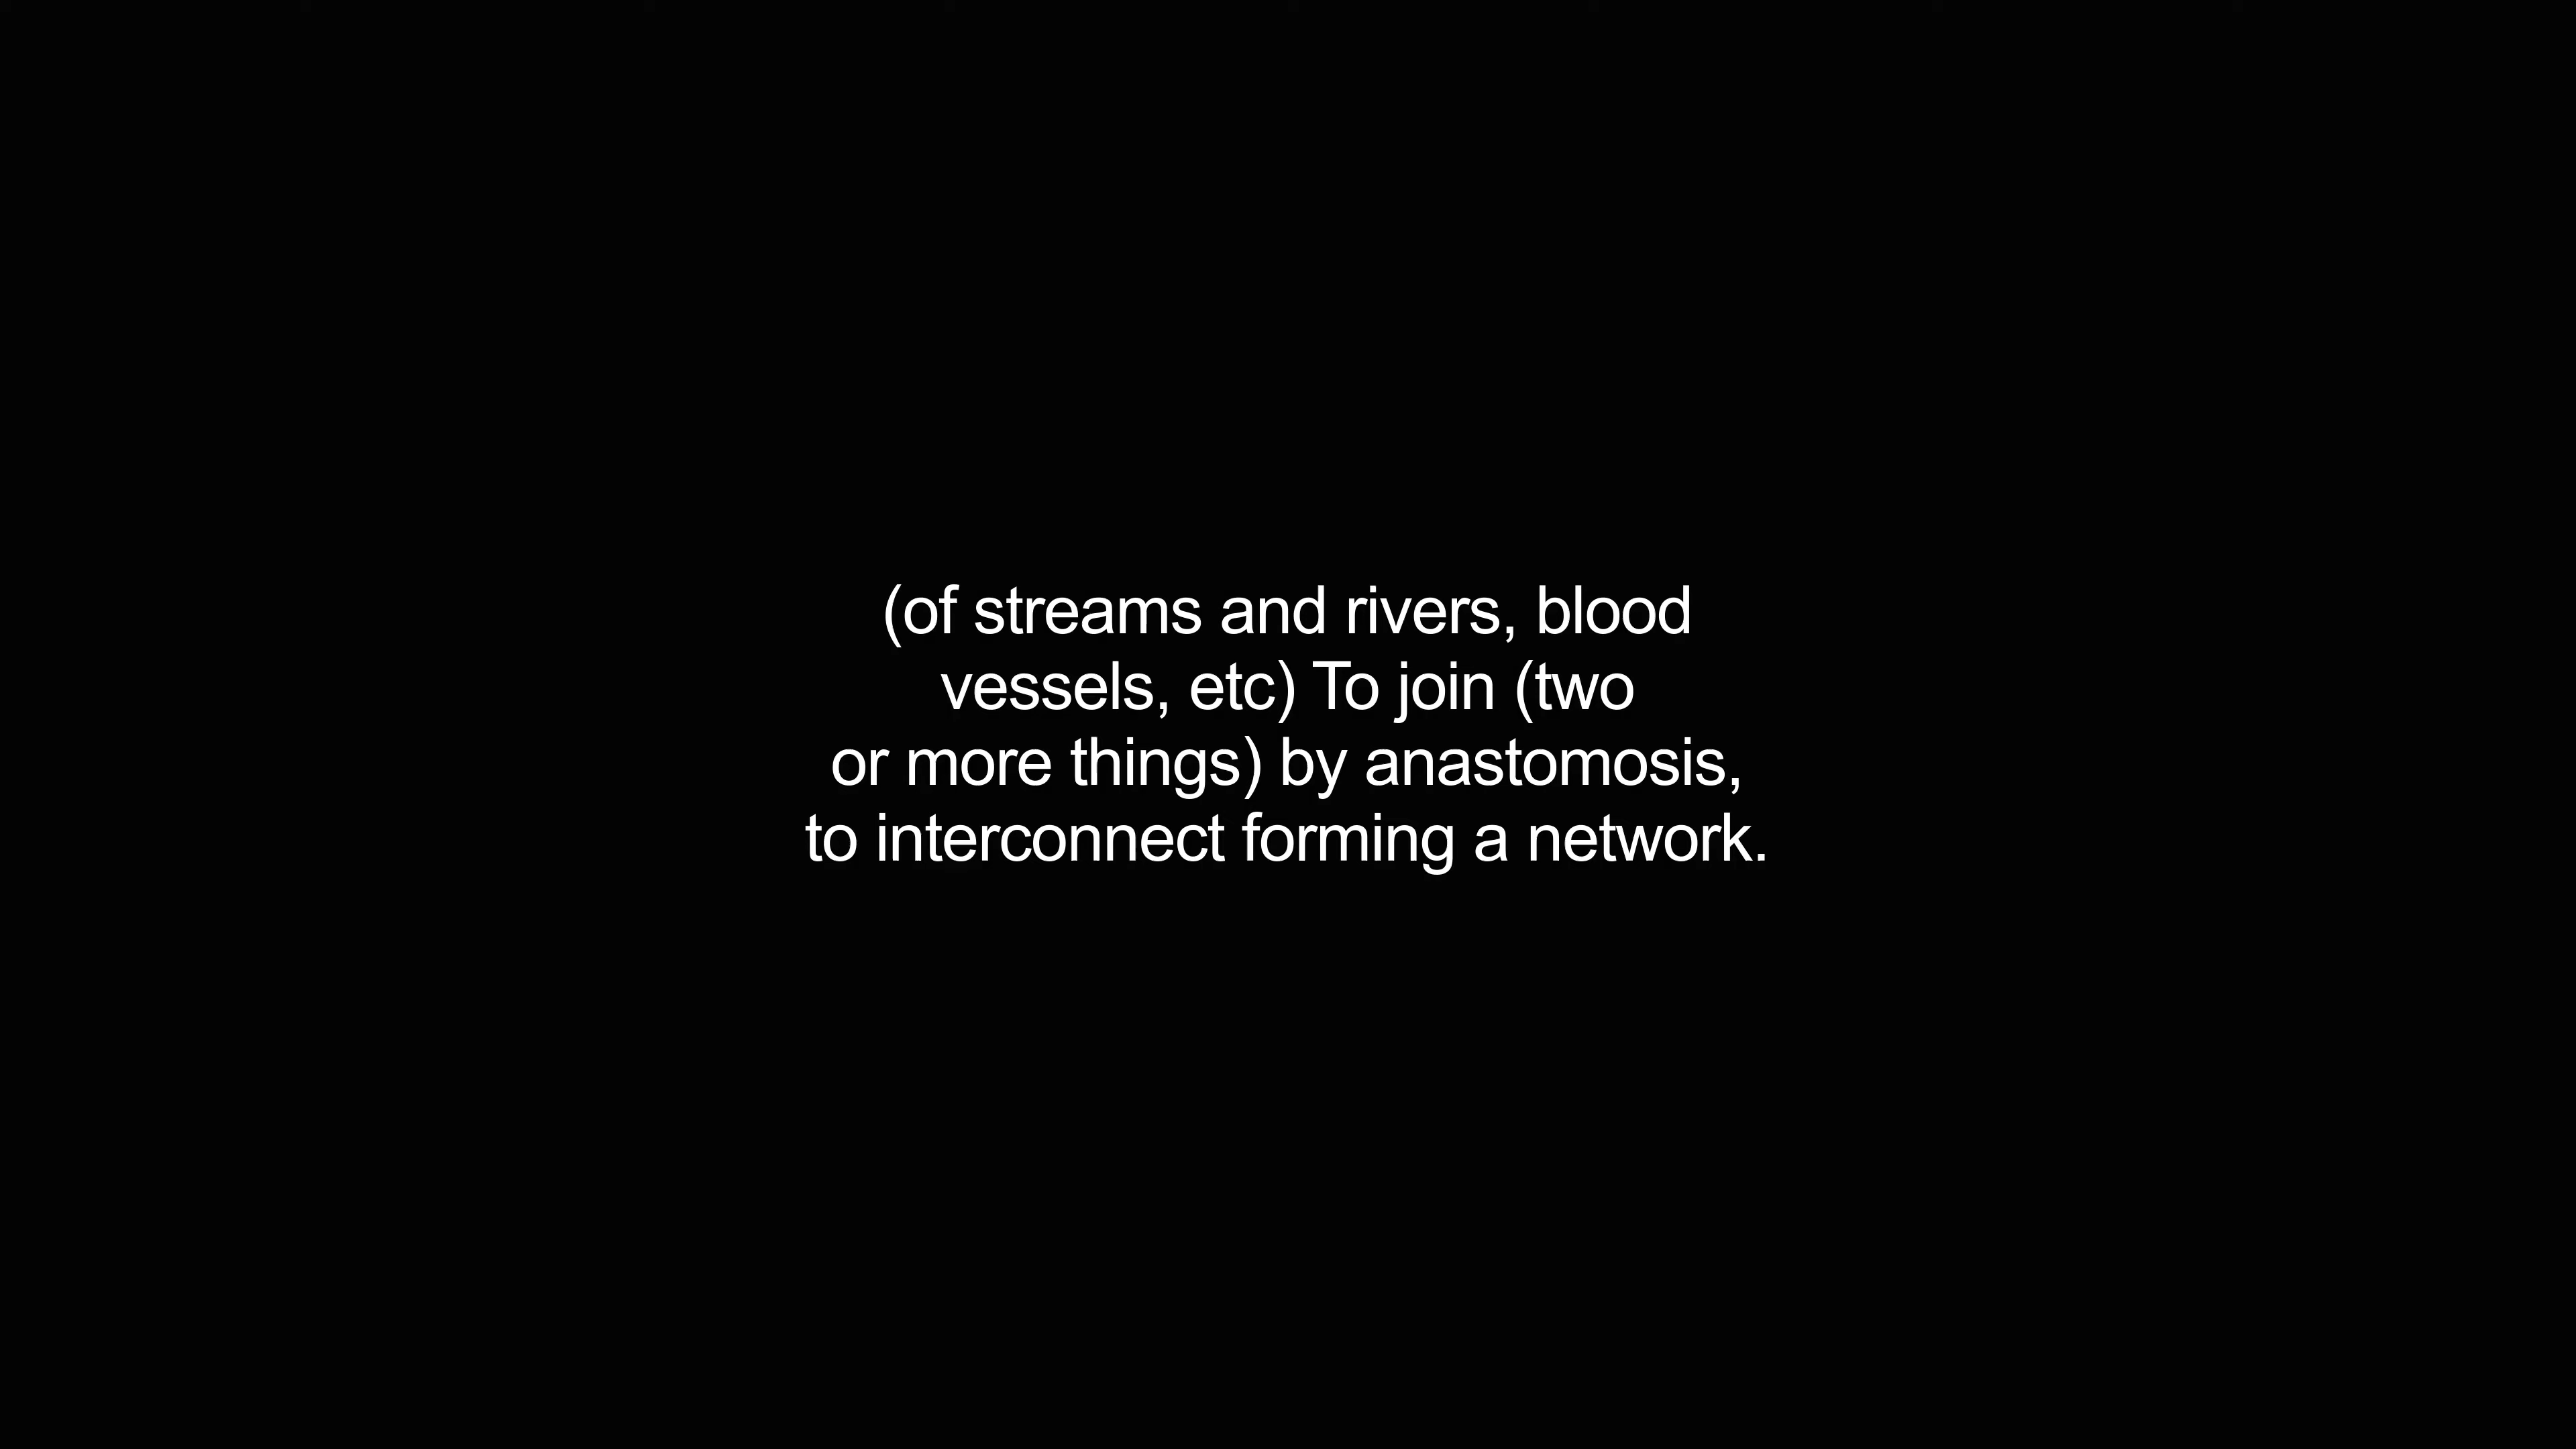 (of streams and rivers, blood
vessels, etc) To join (two
or more things) by anastomosis,
to interconnect forming a network.